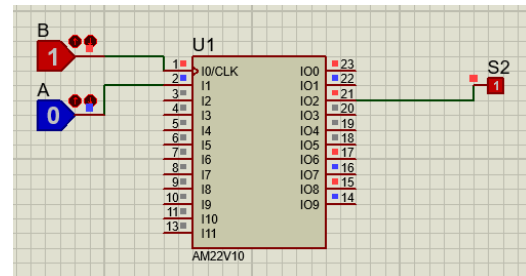 B
1
A
0
U1
1 I0/CLK IO0 23
2 I1 IO1 22
3 I2 IO2 21
4 I3 IO3 20
5 I4 IO4 19
6 I5 IO5 18
7 I6 IO6 17
8 I7 IO7 16
9 I8 IO8 15
10 I9 IO9 14
11 I10
13 I11
AM22V10
S2
1